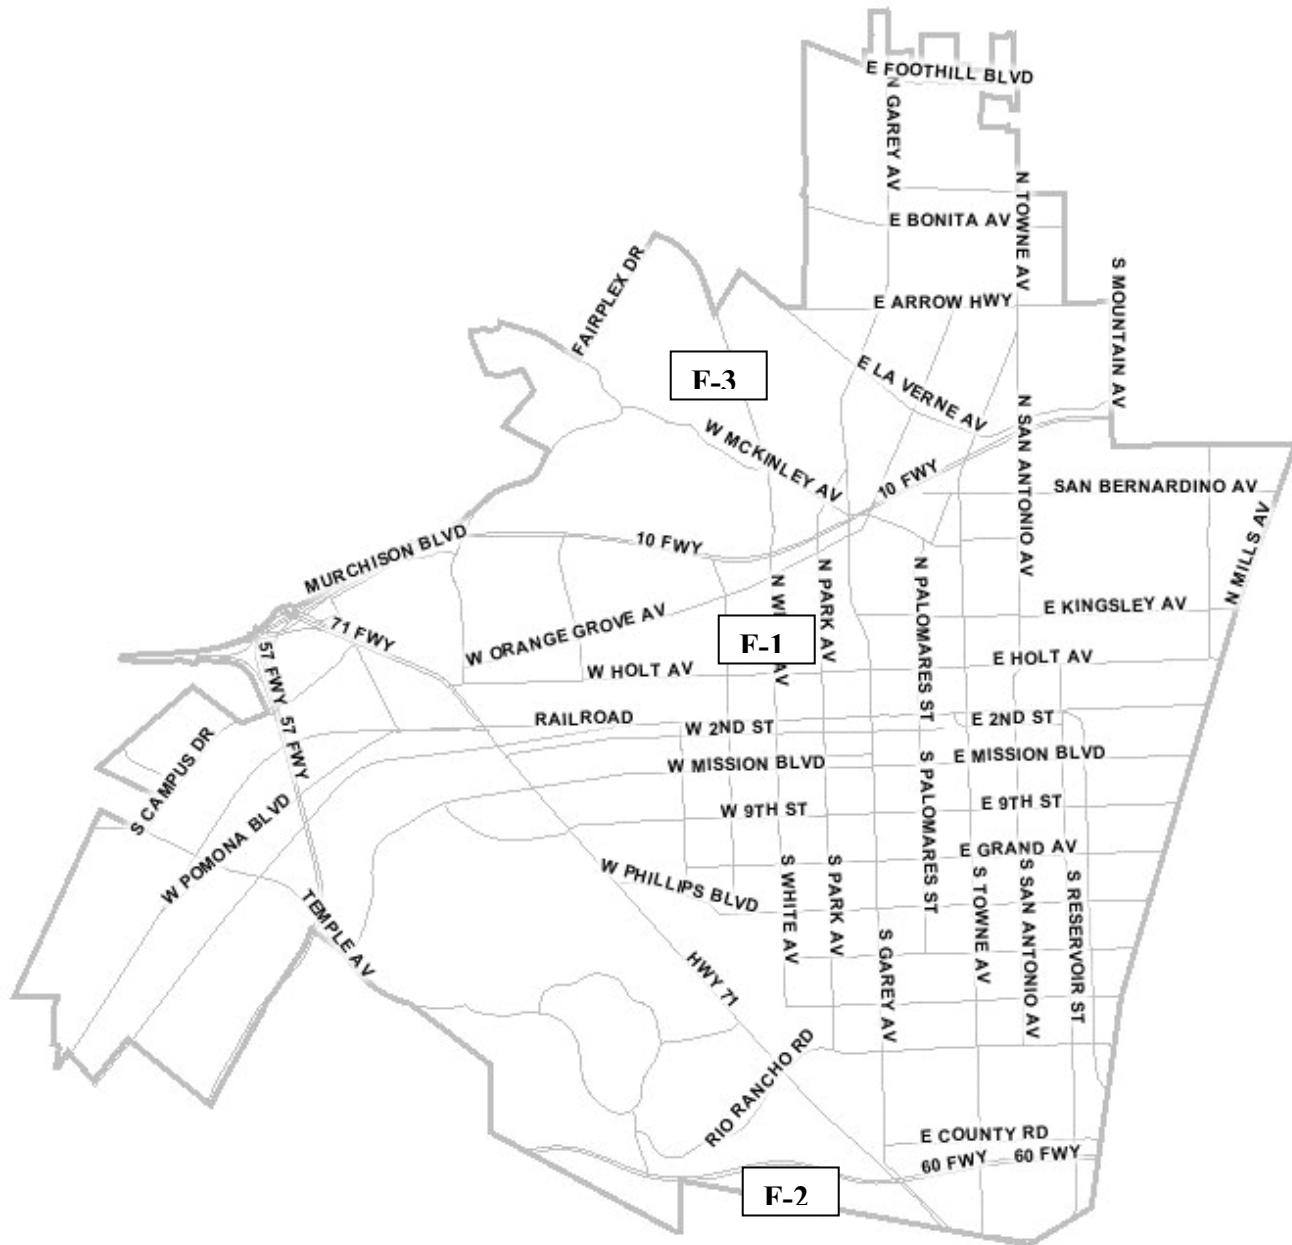 E FOOTHILL BLVD
N GAREY AV
N TOWNE AV
E BONITA AV
FAIRPLEX DR
S MOUNTAIN AV
E ARROW HWY
F-3
E LA VERNE AV
W MCKINLEY AV
N SAN ANTONIO AV
10 FWY
SAN BERNARDINO AV
N MILLS AV
MURCHISON BLVD
10 FWY
N PARK AV
N PALOMARES ST
E KINGSLEY AV
71 FWY
W ORANGE GROVE AV
F-1
57 FWY
W HOLT AV
E HOLT AV
RAILROAD
W 2ND ST
E 2ND ST
57 FWY
S CAMPUS DR
W MISSION BLVD
E MISSION BLVD
S PALOMARES ST
W POMONA BLVD
W 9TH ST
E 9TH ST
E GRAND AV
W PHILLIPS BLVD
S WHITE AV
S PARK AV
S TOWNE AV
S SAN ANTONIO AV
S RESERVOIR ST
TEMPLE AV
S GAREY AV
HWY 71
RIO RANCHO RD
E COUNTY RD
60 FWY
60 FWY
F-2